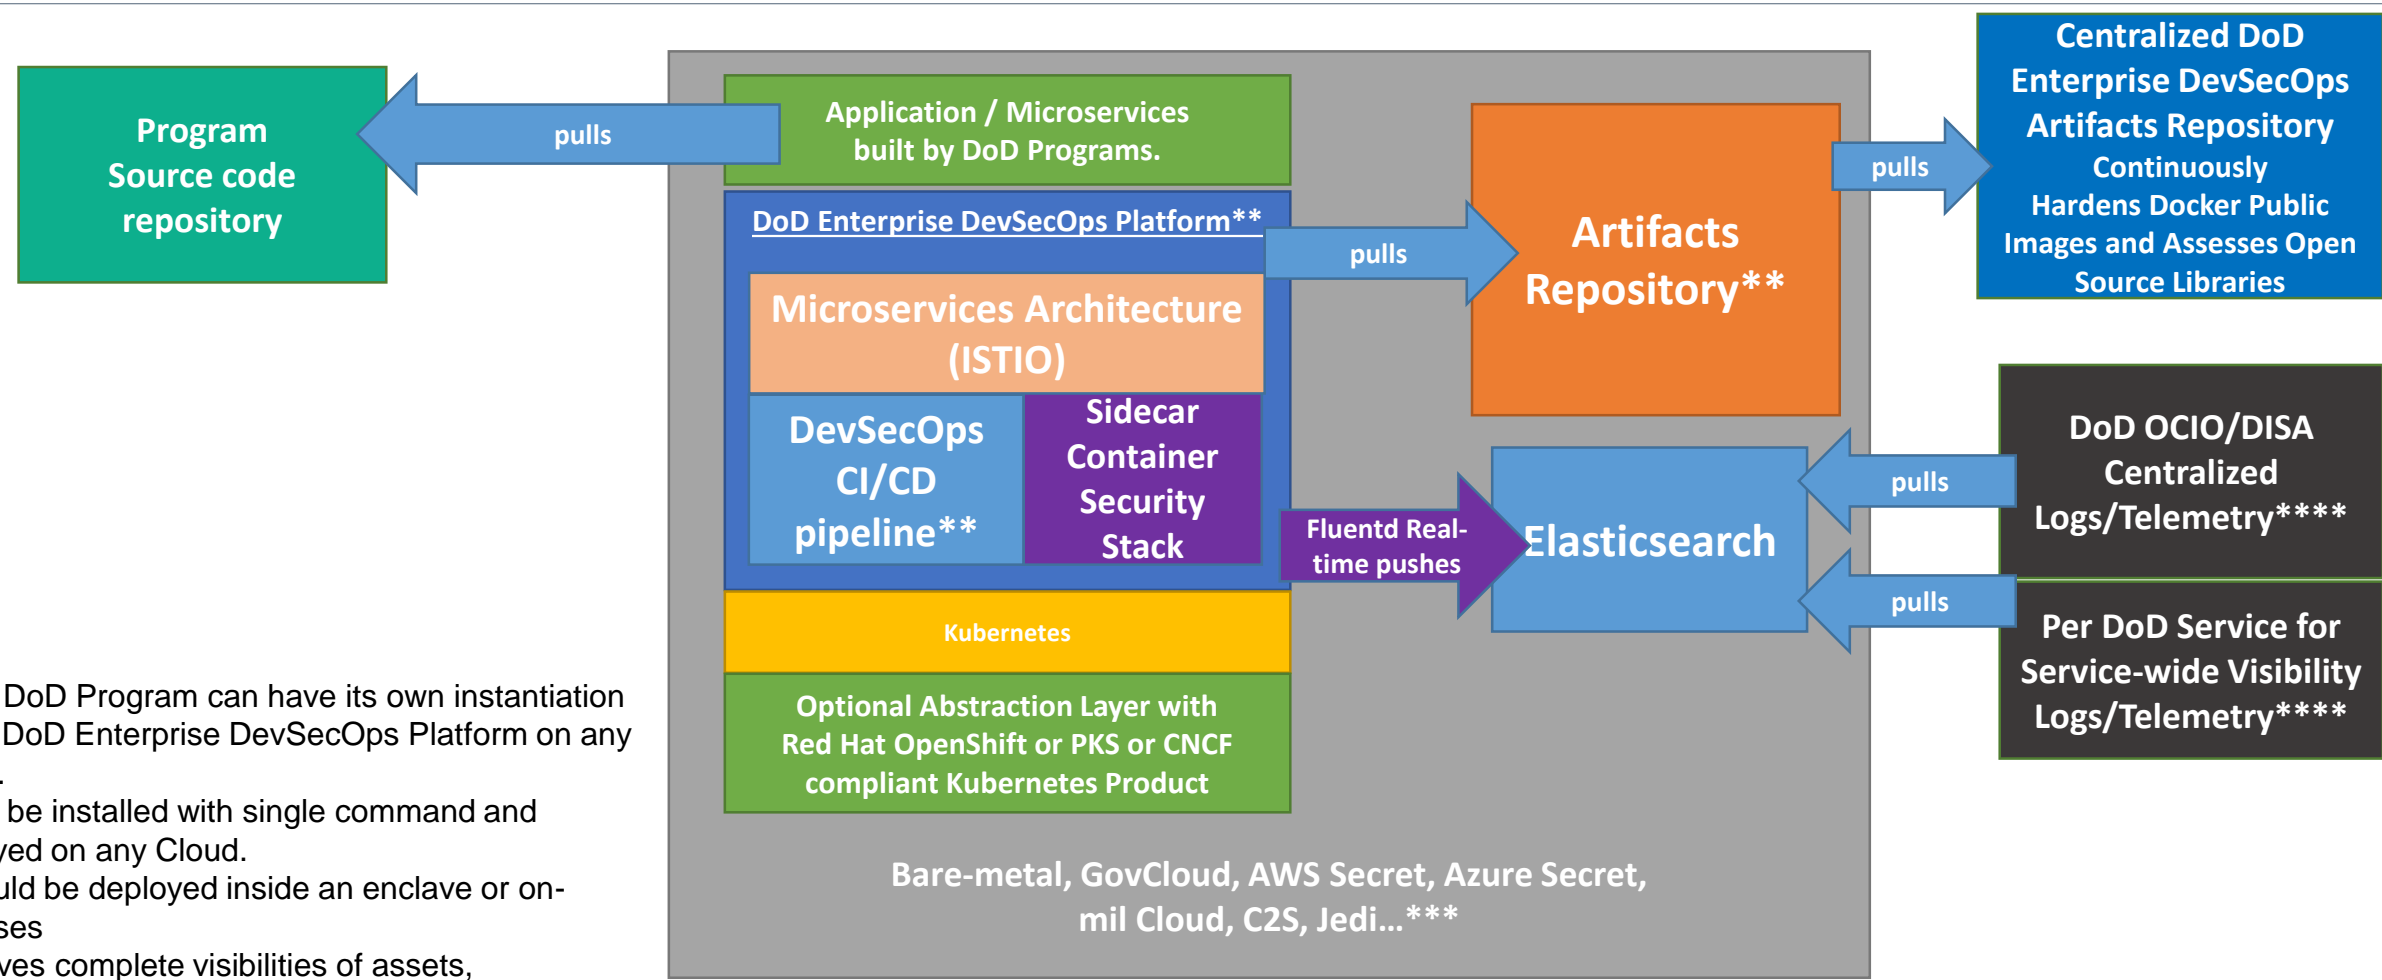 Program
Source code
repository
pulls
Application / Microservices
built by DoD Programs.
DoD Enterprise DevSecOps Platform**
Microservices Architecture
(ISTIO)
DevSecOps
CI/CD
pipeline**
Sidecar
Container
Security
Stack
Kubernetes
Optional Abstraction Layer with
Red Hat OpenShift or PKS or CNCF
compliant Kubernetes Product
pulls
Artifacts
Repository**
pulls
Centralized DoD
Enterprise DevSecOps
Artifacts Repository
Continuously
Hardens Docker Public
Images and Assesses Open
Source Libraries
Fluentd Real-
time pushes
Elasticsearch
pulls
DoD OCIO/DISA
Centralized
Logs/Telemetry****
pulls
Per DoD Service for
Service-wide Visibility
Logs/Telemetry****
Bare-metal, GovCloud, AWS Secret, Azure Secret,
mil Cloud, C2S, Jedi…***
DoD Program can have its own instantiation
DoD Enterprise DevSecOps Platform on any
.
be installed with single command and
yed on any Cloud.
uld be deployed inside an enclave or on-
ses
ves complete visibilities of assets,